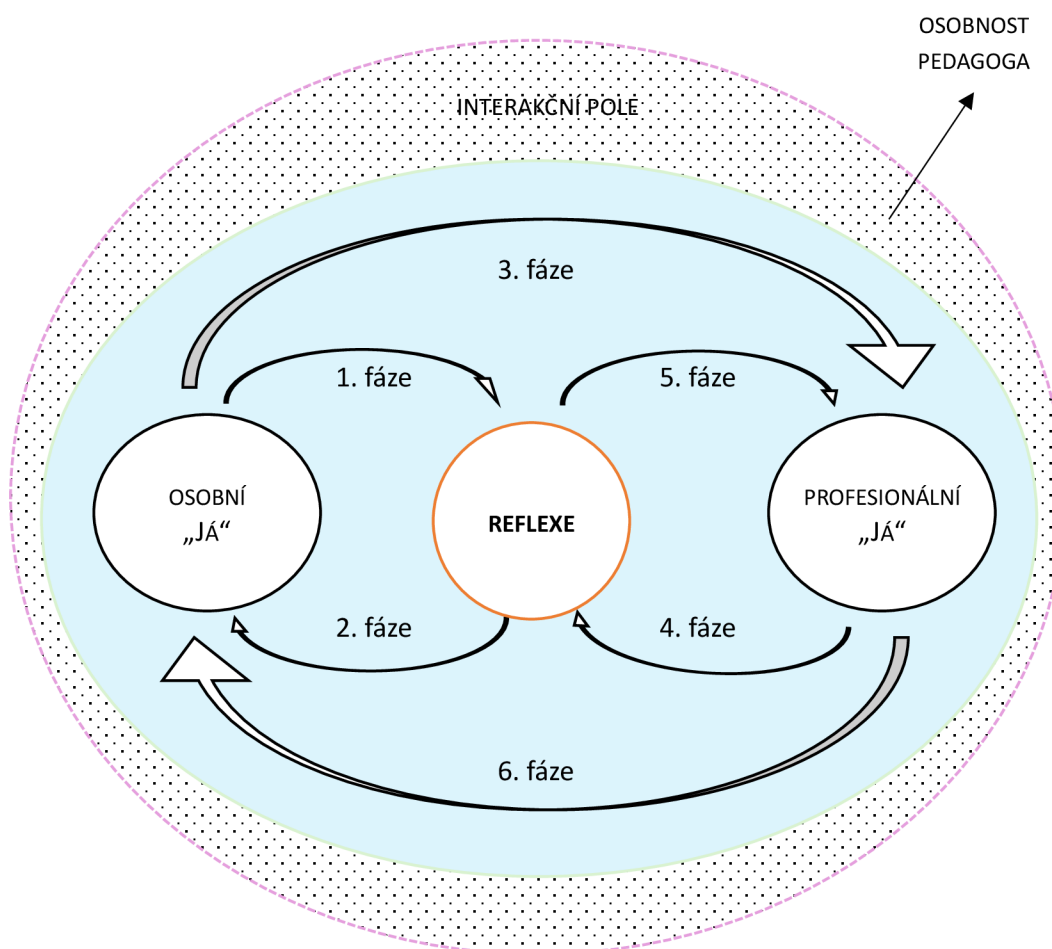 OSOBNOST
PEDAGOGA
INTERAKČNÍ POLE
3. fáze
1. fáze
5. fáze
OSOBNÍ
„JÁ“
REFLEXE
PROFESIONÁLNÍ
„JÁ“
2. fáze
4. fáze
6. fáze